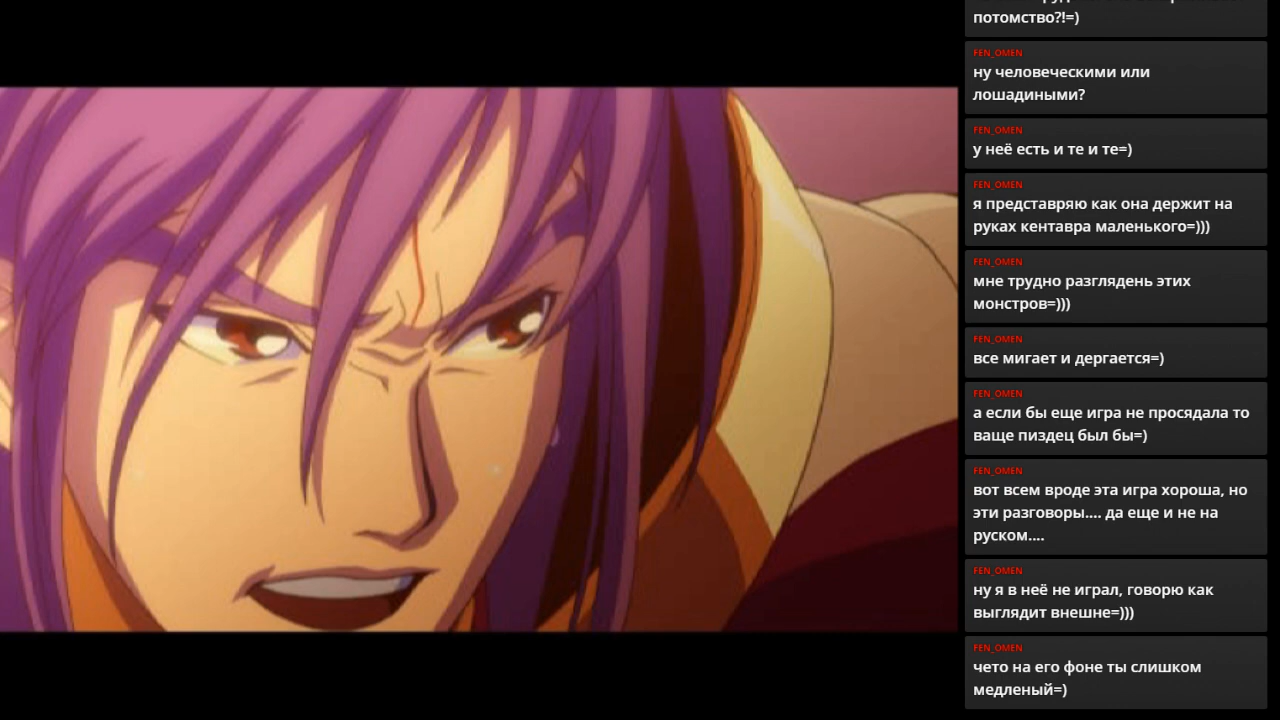 потомство?!=)
FEN_OMEN
ну человеческими или
лошадиными?
FEN_OMEN
у неё есть и те и те=)
FEN_OMEN
я представряю как она держит на
руках кентавра маленького=)))
FEN_OMEN
мне трудно разглядень этих
монстров=)))
FEN_OMEN
все мигает и дергается=)
FEN_OMEN
а если бы еще игра не просядала то
ваще пиздец был бы=)
FEN_OMEN
вот всем вроде эта игра хороша, но
эти разговоры.... да еще и не на
руском....
FEN_OMEN
ну я в неё не играл, говорю как
выглядит внешне=)))
FEN_OMEN
чето на его фоне ты слишком
медленый=)